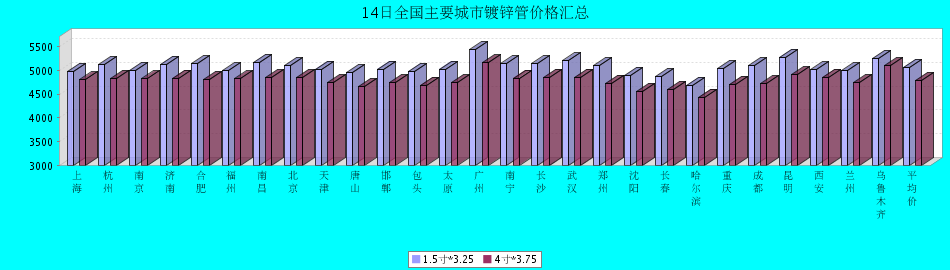 14日全国主要城市镀锌管价格汇总
5500
5000
4500
4000
3500
3000
上海 杭州 南京 济南 合肥 福州 南昌 北京 天津 唐山 邯郸 包头 太原 广州 南宁 长沙 武汉 郑州 沈阳 长春 哈尔滨 重庆 成都 昆明 西安 兰州 乌鲁木齐 平均价
1.5寸*3.25 4寸*3.75